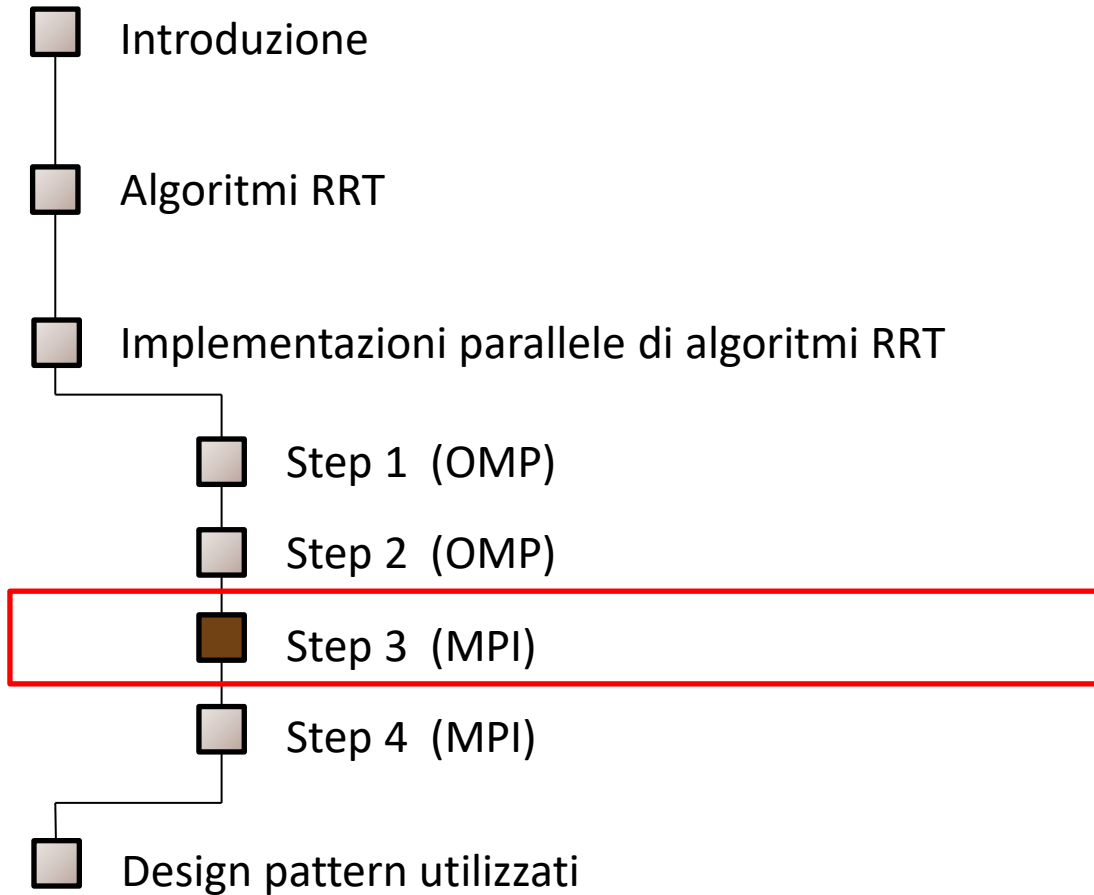 Introduzione
Algoritmi RRT
Implementazioni parallele di algoritmi RRT
Step 1 (OMP)
Step 2 (OMP)
Step 3 (MPI)
Step 4 (MPI)
Design pattern utilizzati